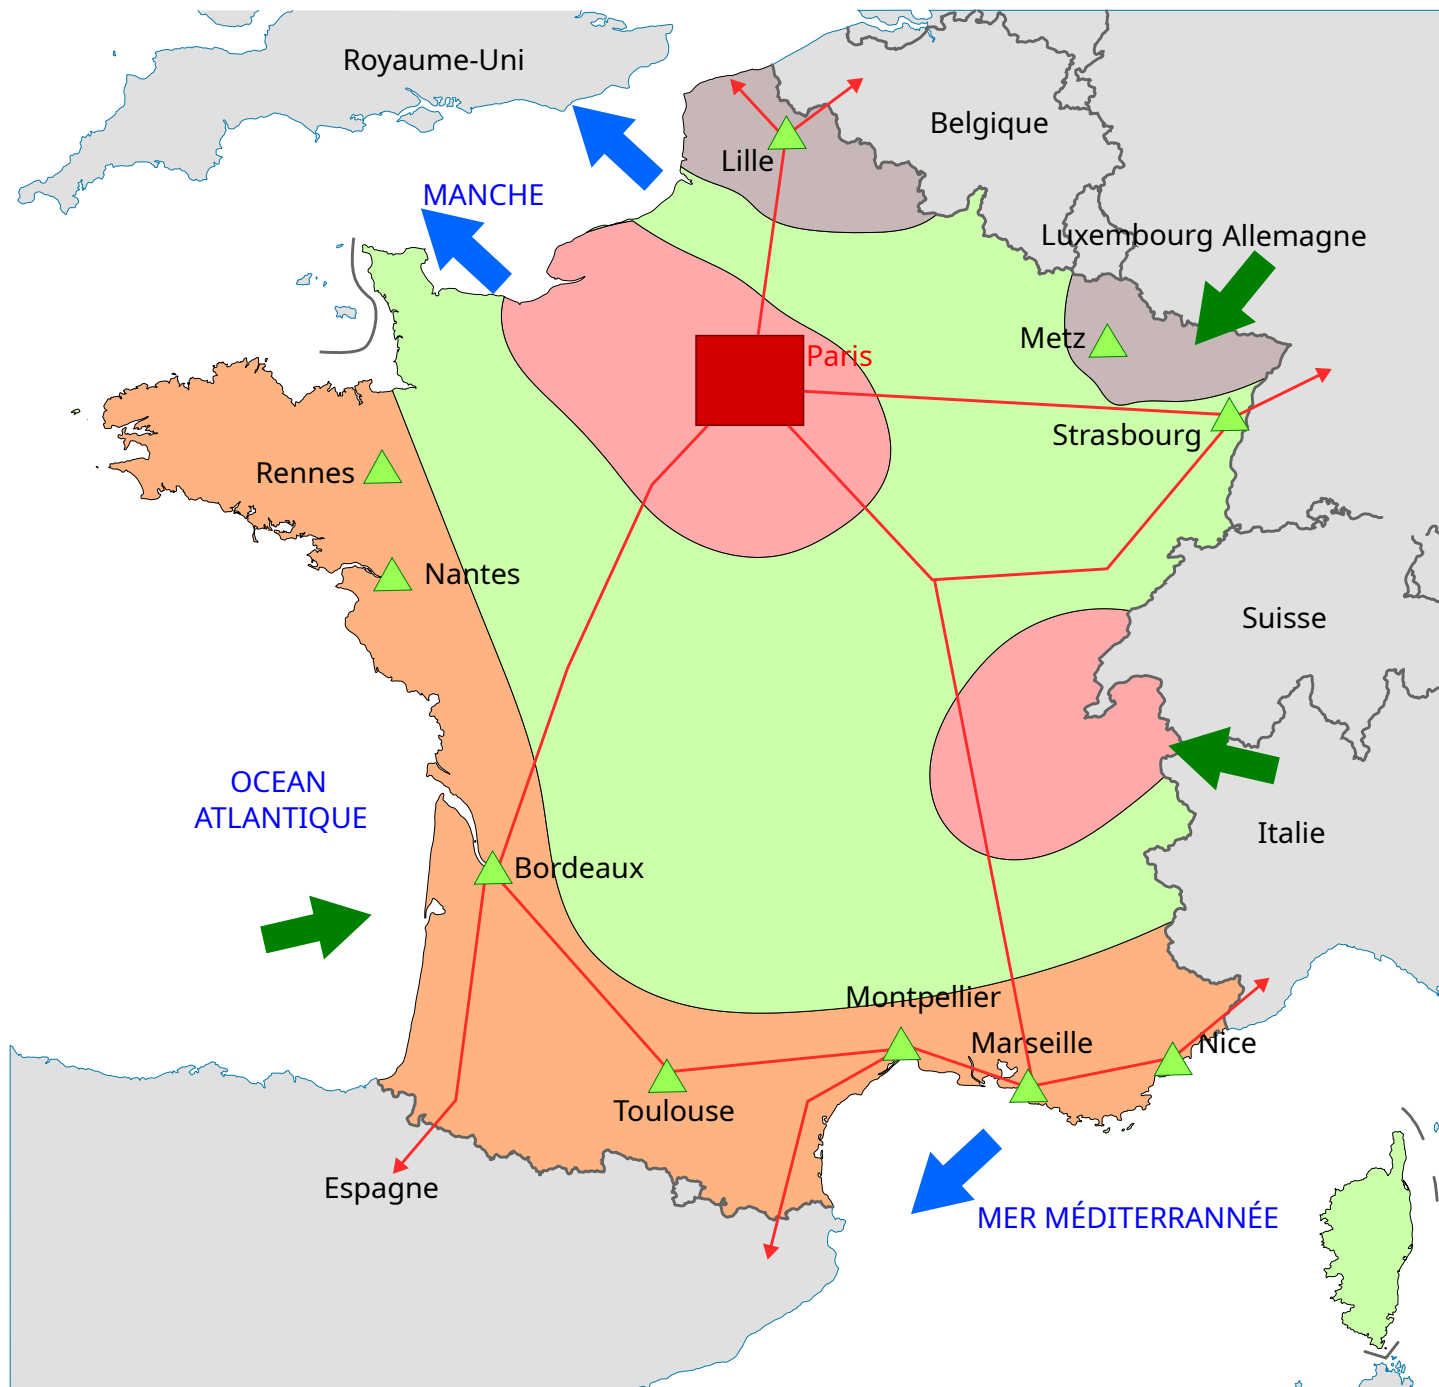 Royaume-Uni
Belgique
Lille
MANCHE
Luxembourg
Allemagne
Metz
Paris
Strasbourg
Rennes
Nantes
Suisse
OCEAN
ATLANTIQUE
Italie
Bordeaux
Montpellier
Marseille
Nice
Toulouse
Espagne
MER MÉDITERRANNÉE